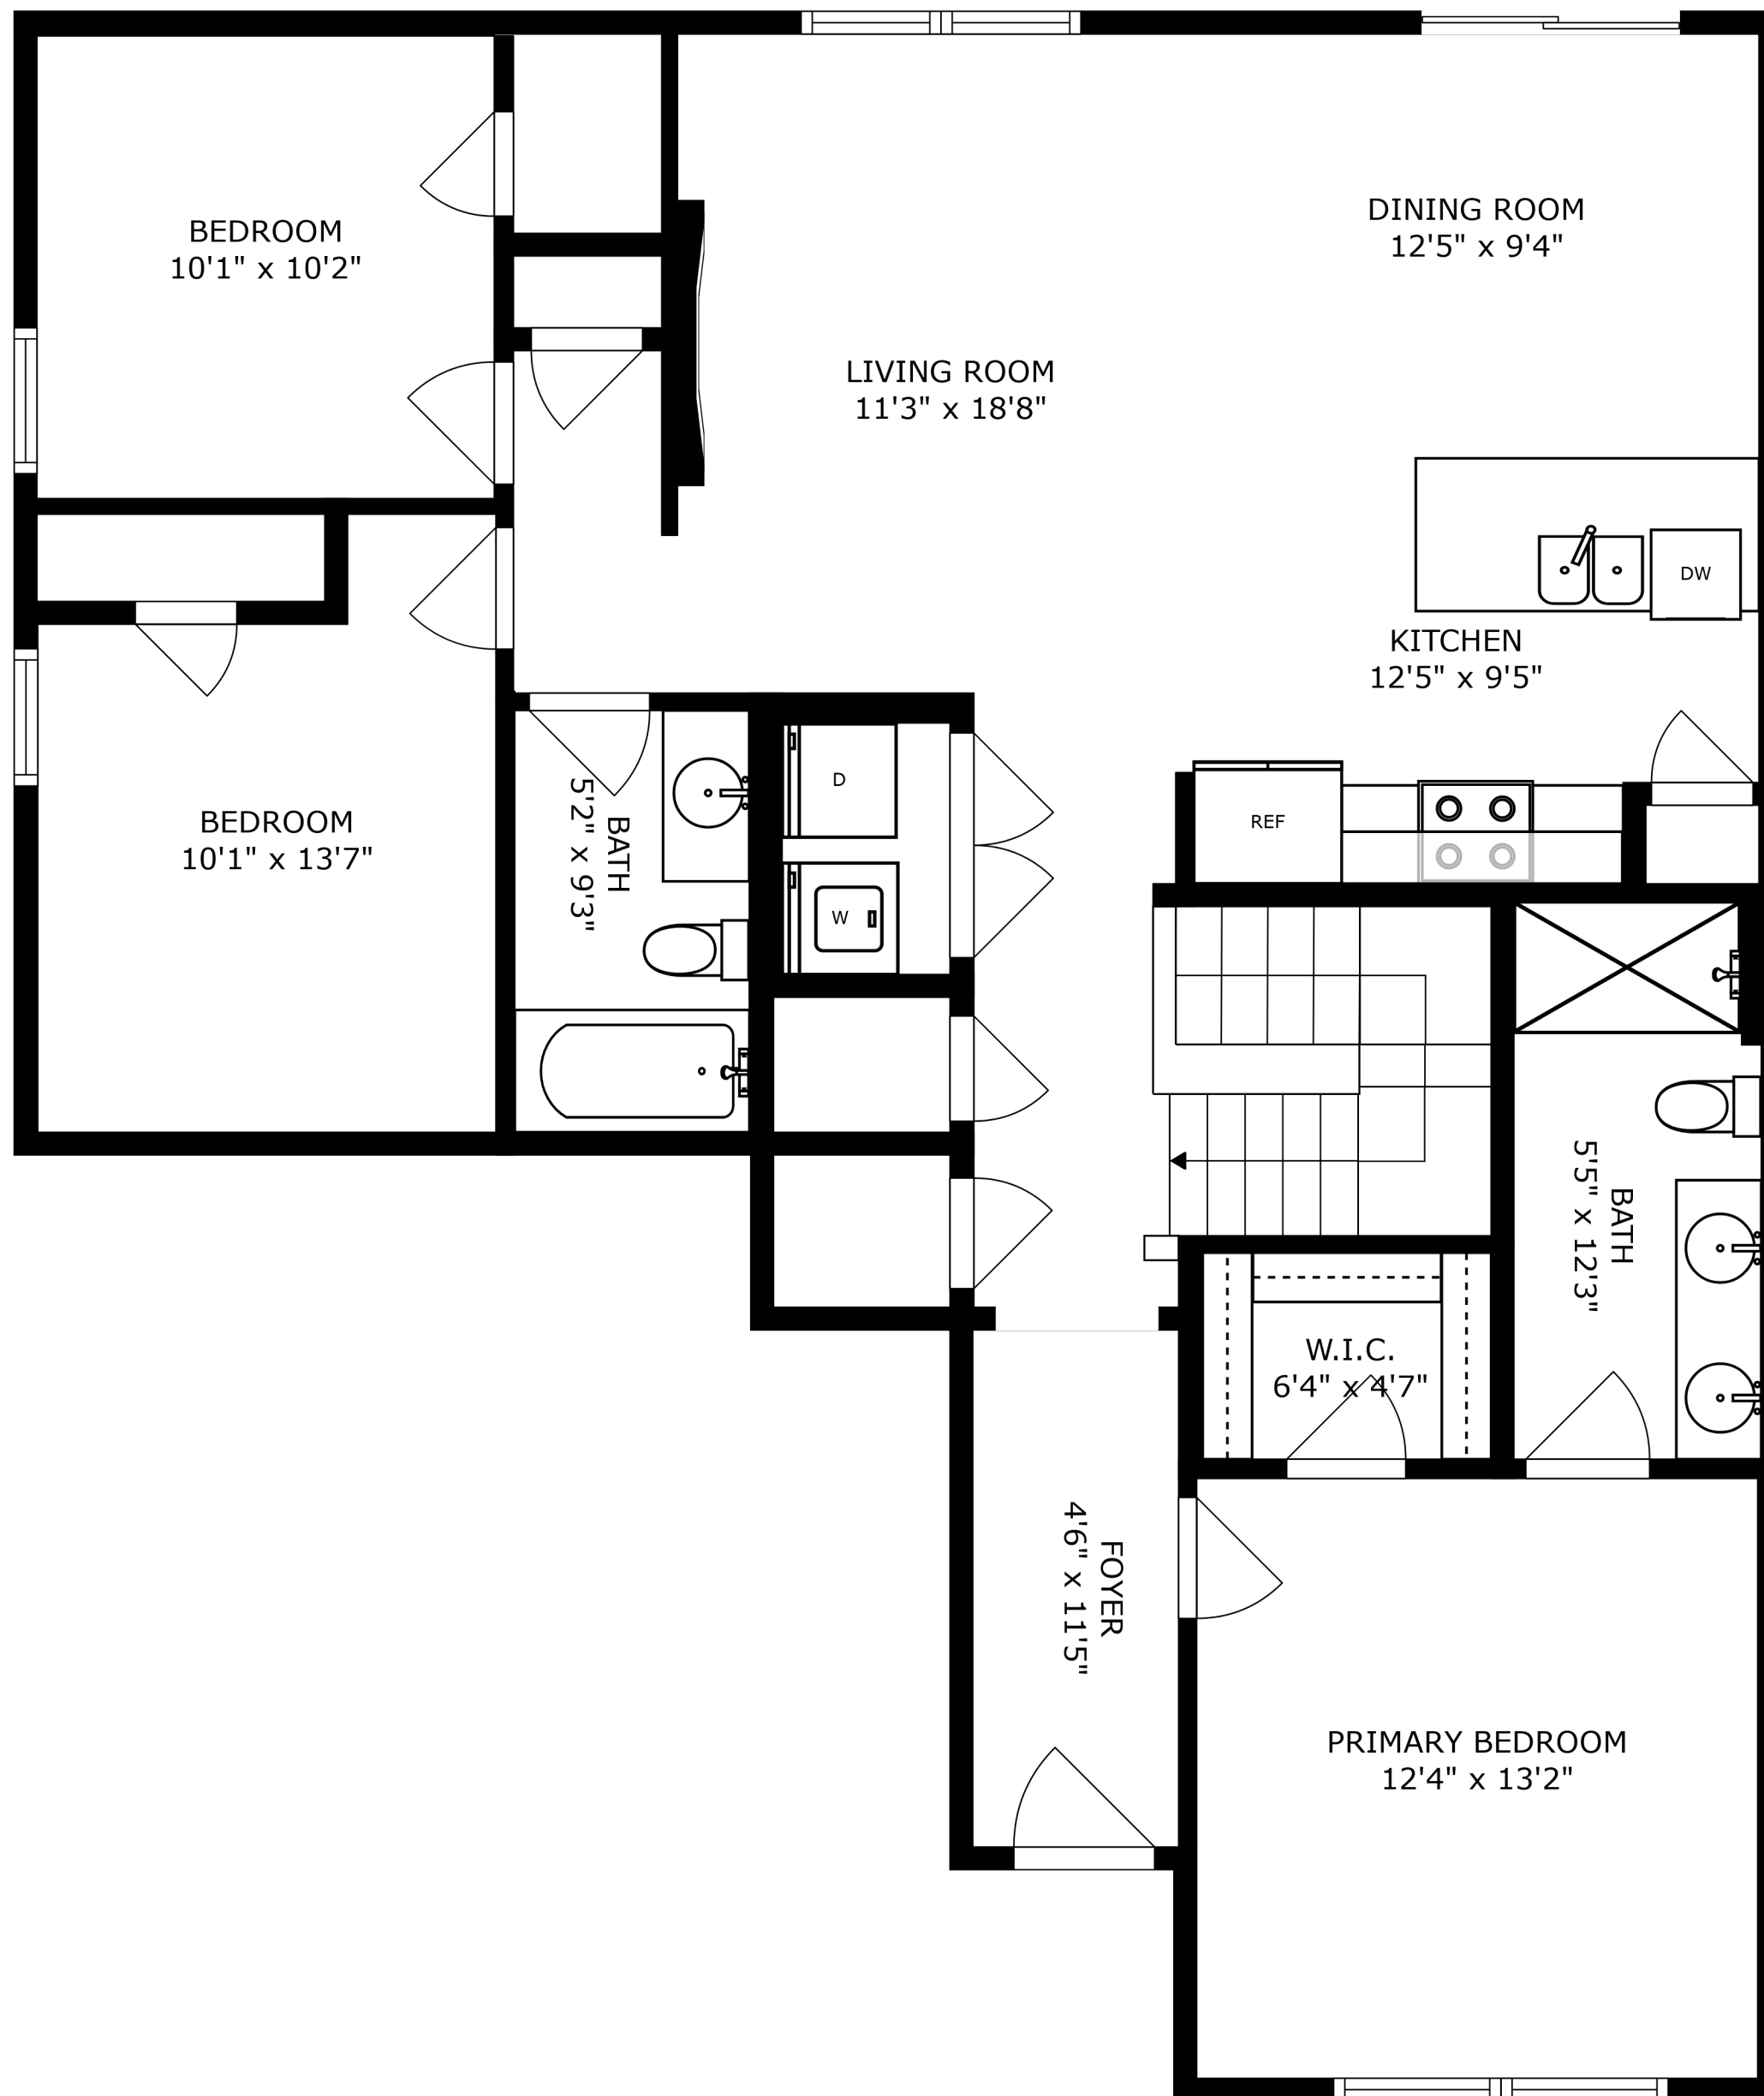 DINING ROOM
12'5" x 9'4"
BEDROOM
10'1" x 10'2"
LIVING ROOM
11'3" x 18'8"
DW
KITCHEN
12'5" x 9'5"
D
REF
BEDROOM
10'1" x 13'7"
BATH
5'2" x 9'3"
W
BATH
5'5" x 12'3"
W.I.C.
6'4" x 4'7"
FOYER
4'6" x 11'5"
PRIMARY BEDROOM
12'4" x 13'2"